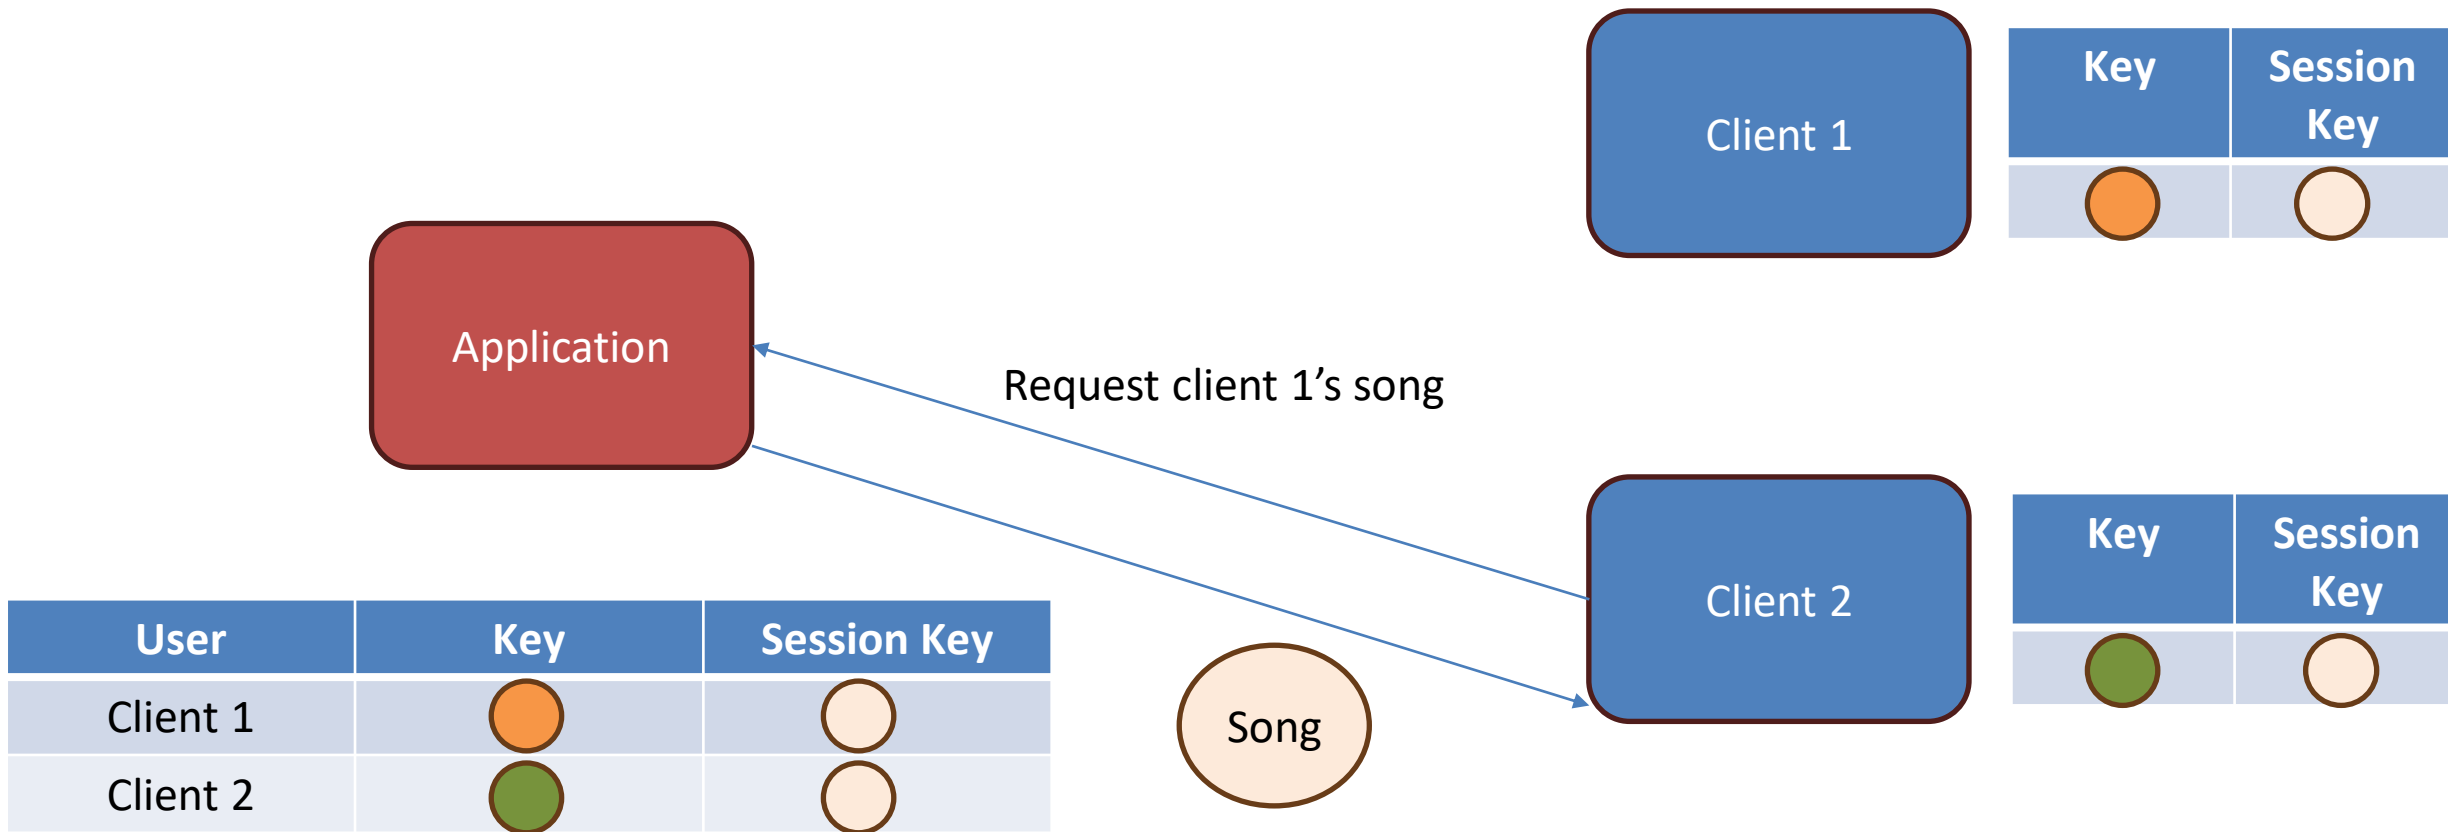 Client 1
Key
Session
Key
Application
Request client 1’s song
Client 2
Key
Session
Key
User
Key
Session Key
Client 1
Client 2
Song